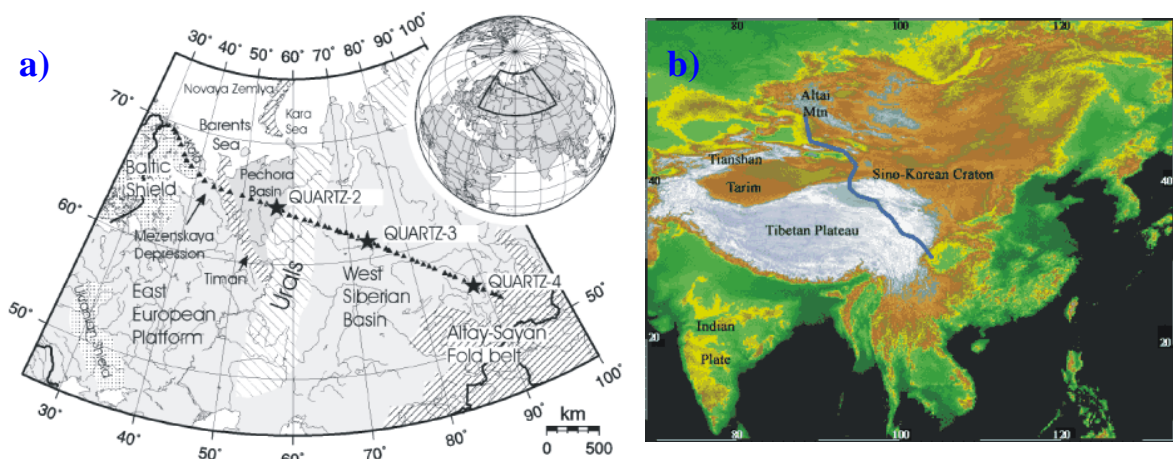 a)
30° 40° 50° 60° 70° 80° 90° 100°
Novaya Zemlya
Kara
Sea
70°
Barents
Sea
Kola
Baltic
Shield
Pechora
Basin
QUARTZ-2
60°
QUARTZ-3
Mezenskaya
Depression
Timan
Urals
West
Siberian
Basin
QUARTZ-4
50°
50°
East
European
Platform
Ukrainian Shield
Altay-Sayan
Fold belt
50°
100°
30°
90°
km
0 500
40°
50°
60°
70°
80°
b)
100
Altai
Mtn
Tianshan
Sino-Korean Craton
40
Tarim
40
Tibetan Plateau
Indian
Plate
20
20
80
100
120